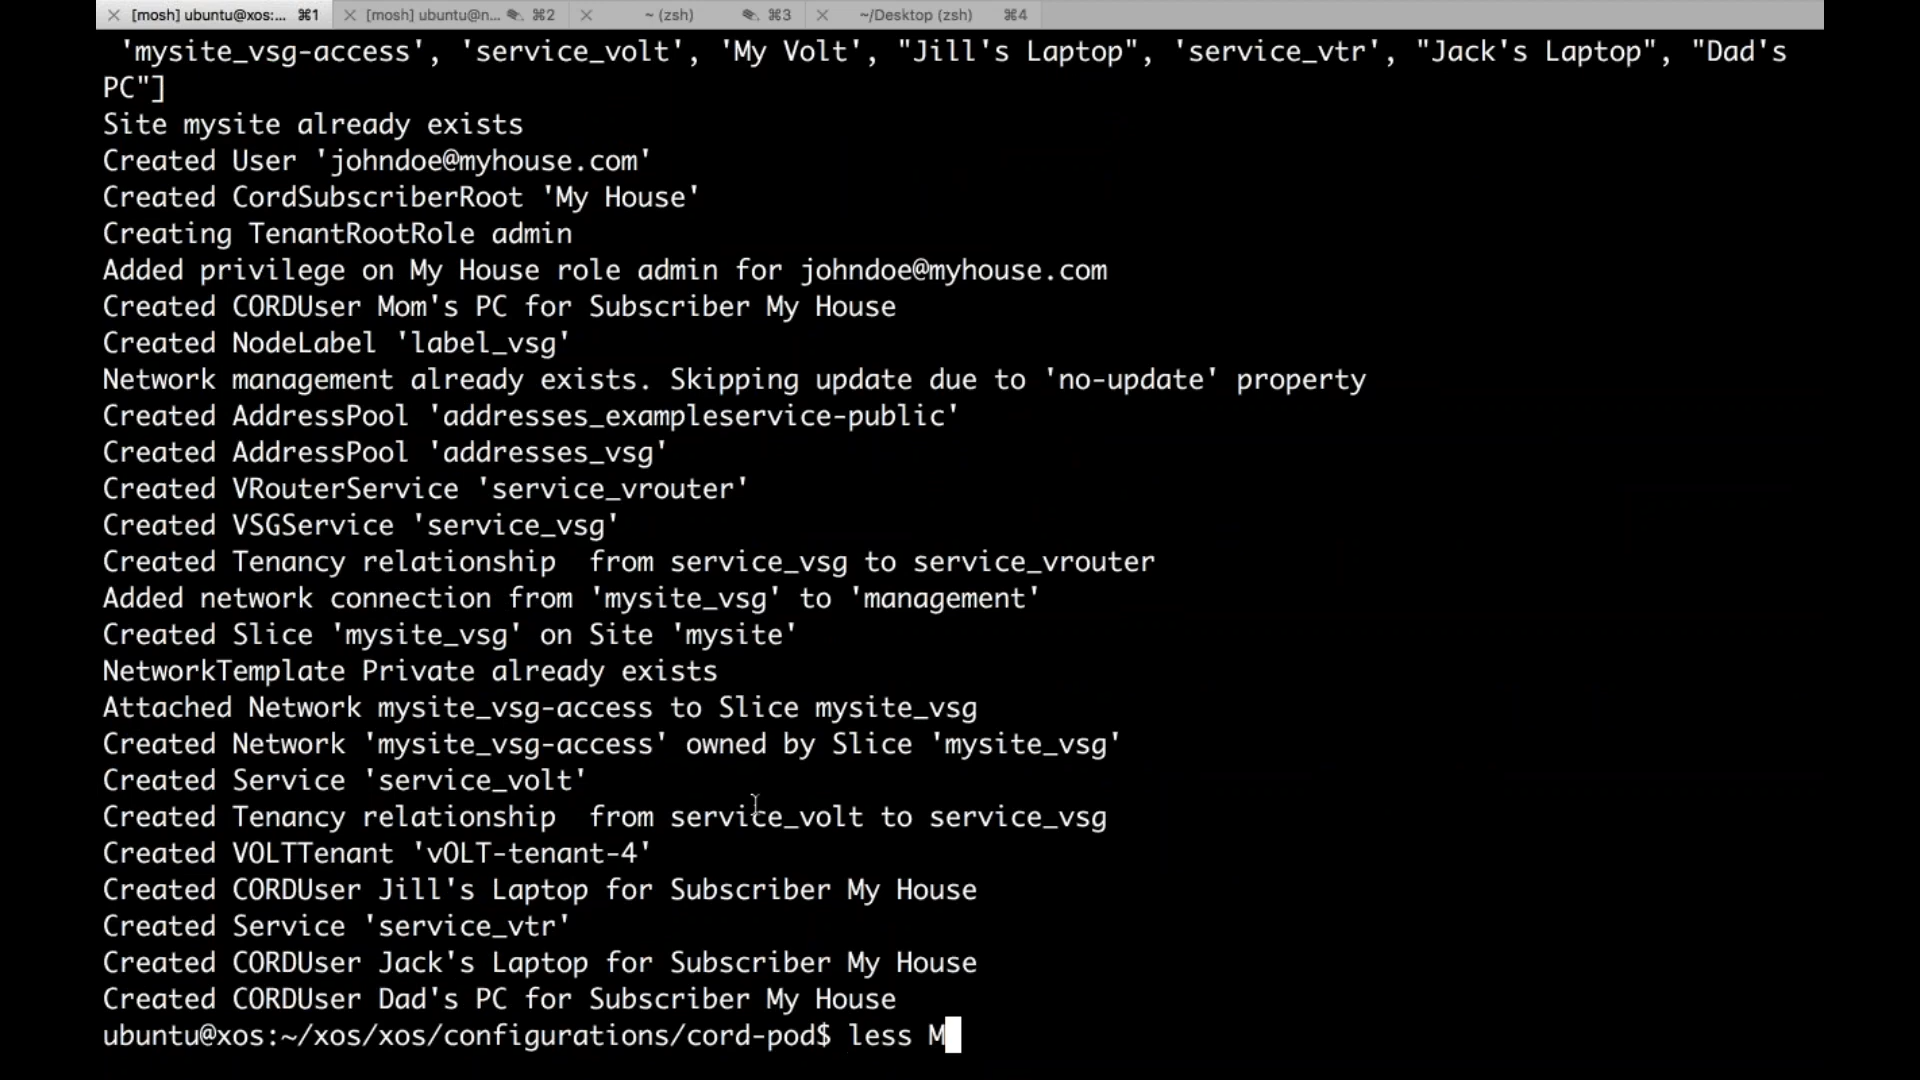 [mosh] ubuntu@xos:... ⌘1 [mosh] ubuntu@n... ⌘2 ~ (zsh) ⌘3 ~/Desktop (zsh) ⌘4
'mysite_vsg-access', 'service_volt', 'My Volt', "Jill's Laptop", 'service_vtr', "Jack's Laptop", "Dad's
PC"]
Site mysite already exists
Created User 'johndoe@myhouse.com'
Created CordSubscriberRoot 'My House'
Creating TenantRootRole admin
Added privilege on My House role admin for johndoe@myhouse.com
Created CORDUser Mom's PC for Subscriber My House
Created NodeLabel 'label_vsg'
Network management already exists. Skipping update due to 'no-update' property
Created AddressPool 'addresses_exampleservice-public'
Created AddressPool 'addresses_vsg'
Created VRouterService 'service_vrouter'
Created VSGService 'service_vsg'
Created Tenancy relationship  from service_vsg to service_vrouter
Added network connection from 'mysite_vsg' to 'management'
Created Slice 'mysite_vsg' on Site 'mysite'
NetworkTemplate Private already exists
Attached Network mysite_vsg-access to Slice mysite_vsg
Created Network 'mysite_vsg-access' owned by Slice 'mysite_vsg'
Created Service 'service_volt'
Created Tenancy relationship  from service_volt to service_vsg
Created VOLTTenant 'vOLT-tenant-4'
Created CORDUser Jill's Laptop for Subscriber My House
Created Service 'service_vtr'
Created CORDUser Jack's Laptop for Subscriber My House
Created CORDUser Dad's PC for Subscriber My House
ubuntu@xos:~/xos/xos/configurations/cord-pod$ less M